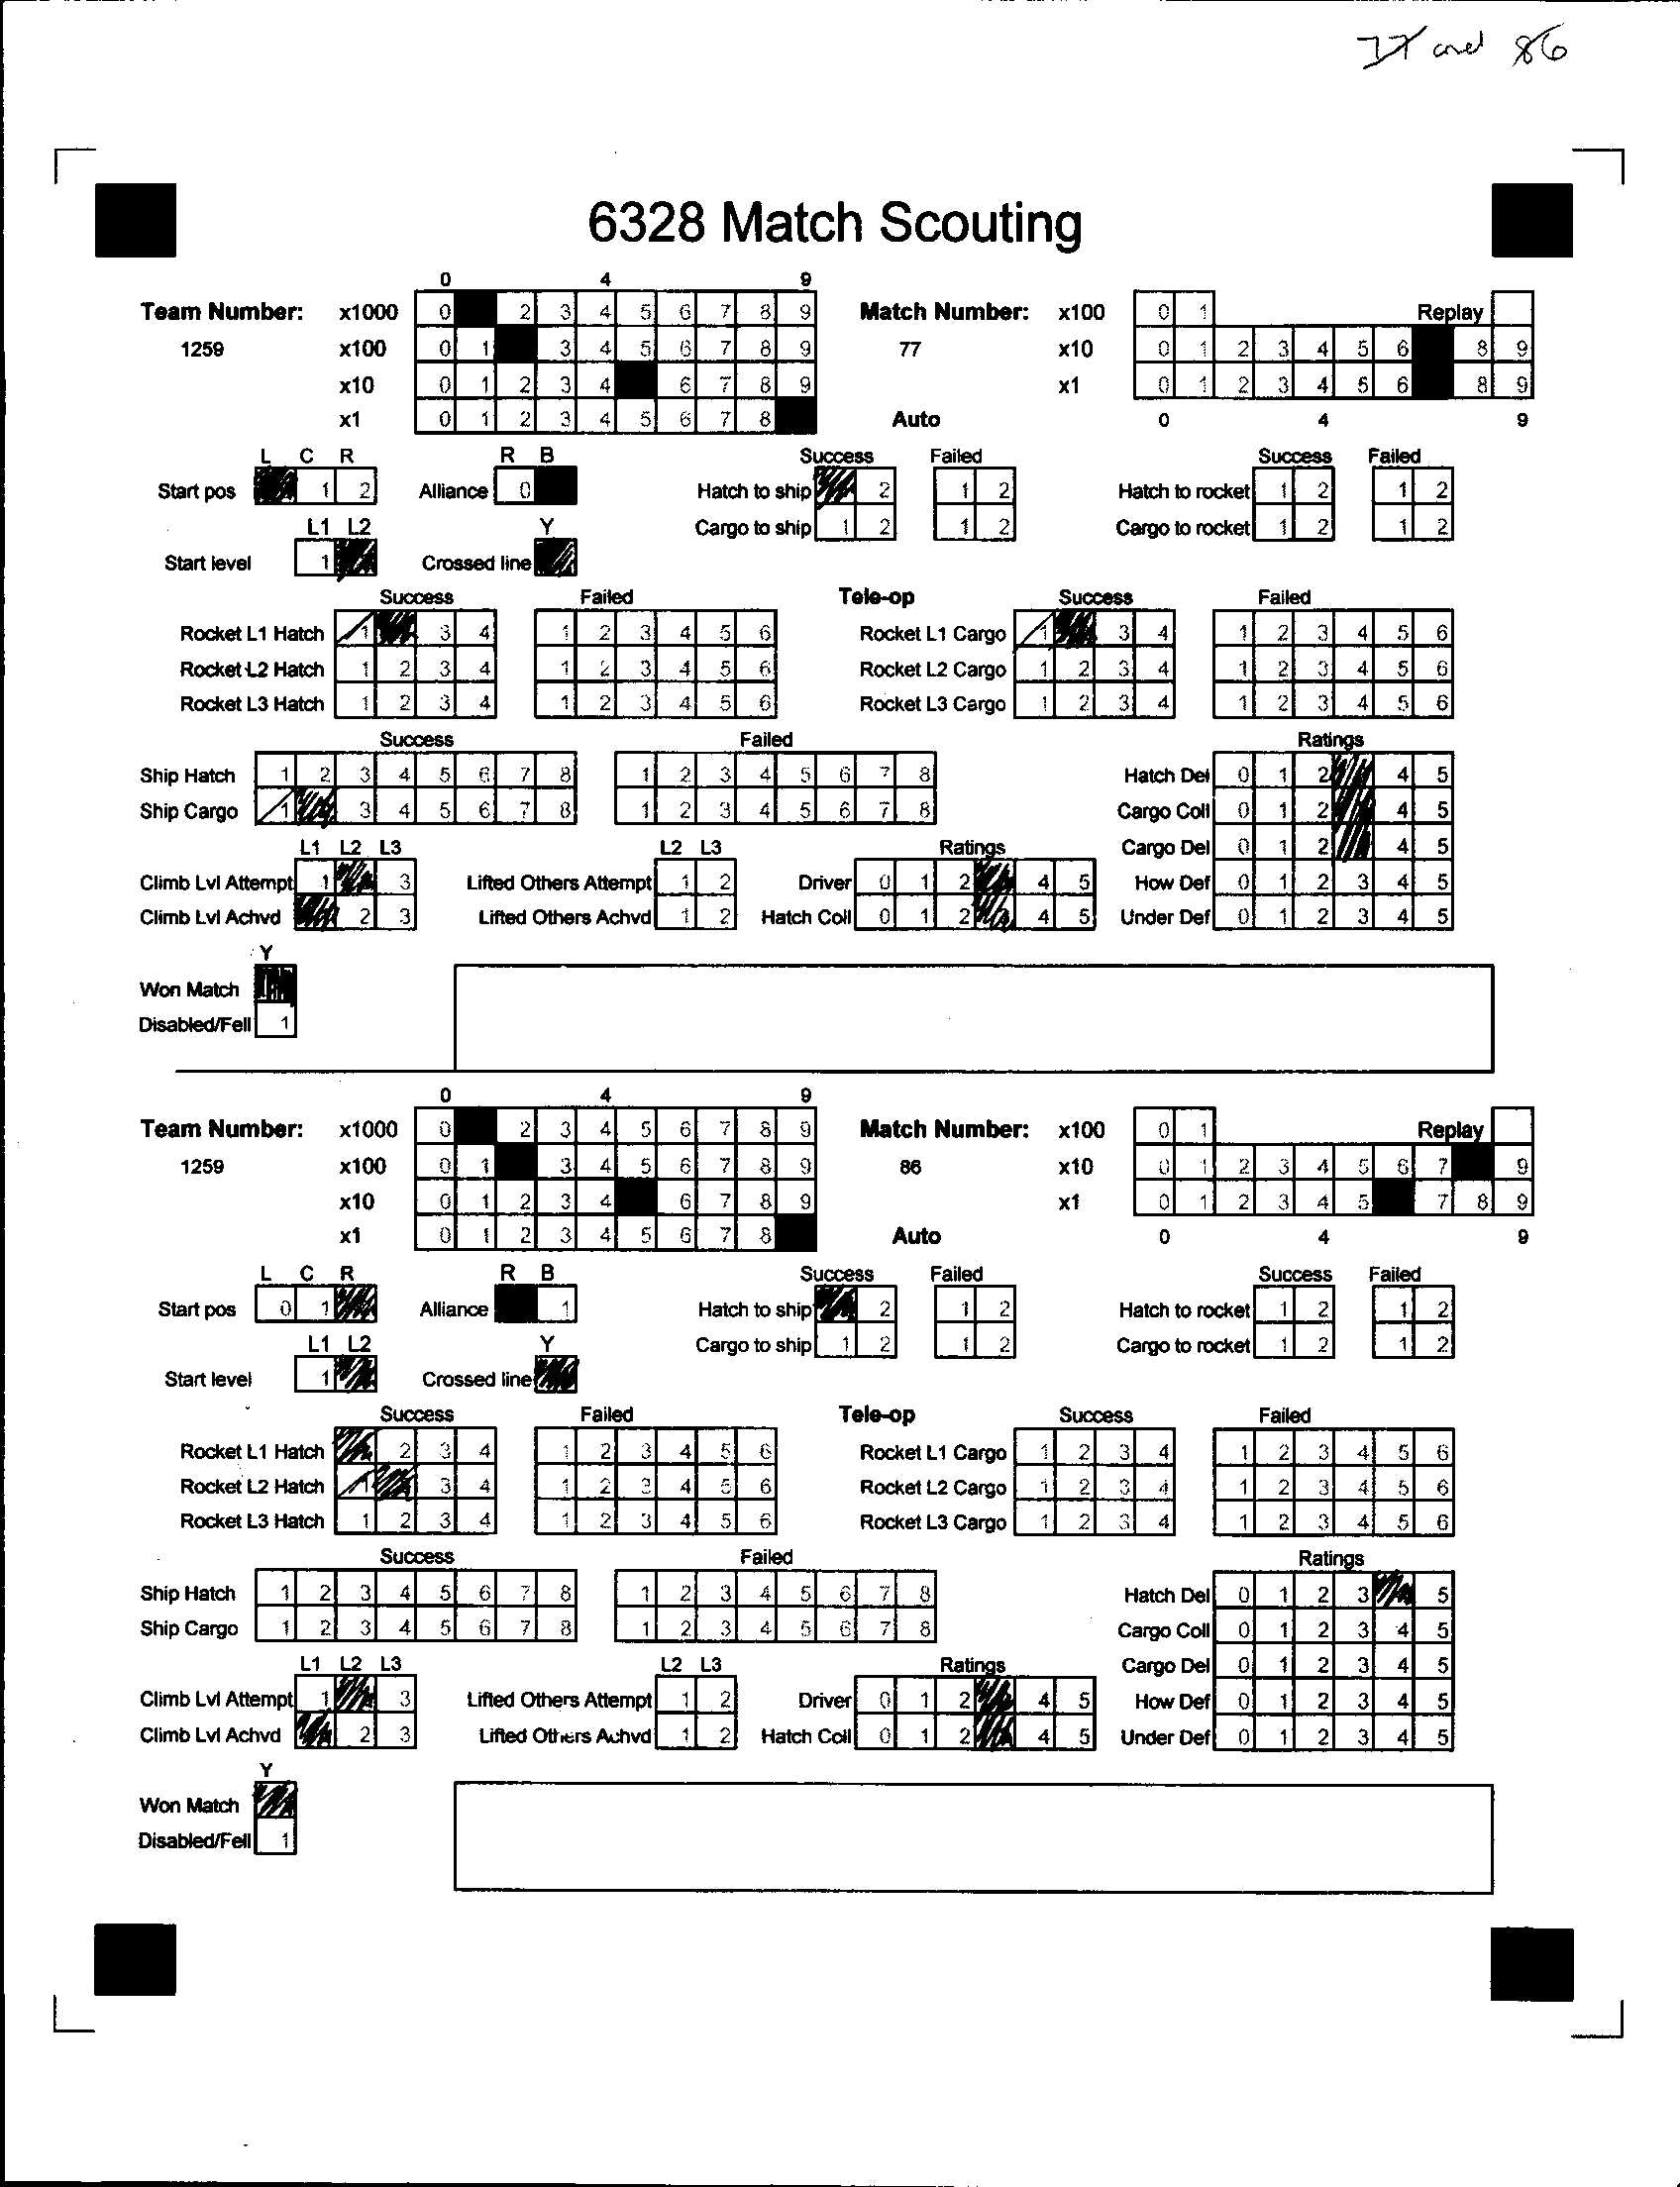 77 and 86
6328 Match Scouting
0 4 9
Team Number: x1000 0 2 3 4 5 6 7 8 9 Match Number: x100 0 1 Replay
1259 x100 0 1 3 4 5 6 7 8 9 77 x10 0 1 2 3 4 5 6 8 9
x10 0 1 2 3 4 6 7 8 9 x1 0 1 2 3 4 5 6 8 9
x1 0 1 2 3 4 5 6 7 8 Auto 0 4 9
L C R R B Success Failed Success Failed
Start pos 1 2 Alliance 0 Hatch to ship 2 1 2 Hatch to rocket 1 2 1 2
L1 L2 Y Cargo to ship 1 2 1 2 Cargo to rocket 1 2 1 2
Start level 1 Crossed line
Success Failed Tele-op Success Failed
Rocket L1 Hatch 1 3 4 1 2 3 4 5 6 Rocket L1 Cargo 1 3 4 1 2 3 4 5 6
Rocket L2 Hatch 1 2 3 4 1 2 3 4 5 6 Rocket L2 Cargo 1 2 3 4 1 2 3 4 5 6
Rocket L3 Hatch 1 2 3 4 1 2 3 4 5 6 Rocket L3 Cargo 1 2 3 4 1 2 3 4 5 6
Success Failed Ratings
Ship Hatch 1 2 3 4 5 6 7 8 1 2 3 4 5 6 7 8 Hatch Del 0 1 2 4 5
Ship Cargo 1 3 4 5 6 7 8 1 2 3 4 5 6 7 8 Cargo Coll 0 1 2 4 5
L1 L2 L3 L2 L3 Ratings Cargo Del 0 1 2 4 5
Climb Lvl Attempt 1 3 Lifted Others Attempt 1 2 Driver 0 1 2 4 5 How Def 0 1 2 3 4 5
Climb Lvl Achvd 2 3 Lifted Others Achvd 1 2 Hatch Coll 0 1 2 4 5 Under Def 0 1 2 3 4 5
Y
Won Match
Disabled/Fell 1
0 4 9
Team Number: x1000 0 2 3 4 5 6 7 8 9 Match Number: x100 0 1 Replay
1259 x100 0 1 3 4 5 6 7 8 9 86 x10 0 1 2 3 4 5 6 7 9
x10 0 1 2 3 4 6 7 8 9 x1 0 1 2 3 4 5 7 8 9
x1 0 1 2 3 4 5 6 7 8 Auto 0 4 9
L C R R B Success Failed Success Failed
Start pos 0 1 Alliance 1 Hatch to ship 2 1 2 Hatch to rocket 1 2 1 2
L1 L2 Y Cargo to ship 1 2 1 2 Cargo to rocket 1 2 1 2
Start level 1 Crossed line
Success Failed Tele-op Success Failed
Rocket L1 Hatch 2 3 4 1 2 3 4 5 6 Rocket L1 Cargo 1 2 3 4 1 2 3 4 5 6
Rocket L2 Hatch 1 3 4 1 2 3 4 5 6 Rocket L2 Cargo 1 2 3 4 1 2 3 4 5 6
Rocket L3 Hatch 1 2 3 4 1 2 3 4 5 6 Rocket L3 Cargo 1 2 3 4 1 2 3 4 5 6
Success Failed Ratings
Ship Hatch 1 2 3 4 5 6 7 8 1 2 3 4 5 6 7 8 Hatch Del 0 1 2 3 5
Ship Cargo 1 2 3 4 5 6 7 8 1 2 3 4 5 6 7 8 Cargo Coll 0 1 2 3 4 5
L1 L2 L3 L2 L3 Ratings Cargo Del 0 1 2 3 4 5
Climb Lvl Attempt 1 3 Lifted Others Attempt 1 2 Driver 0 1 2 4 5 How Def 0 1 2 3 4 5
Climb Lvl Achvd 2 3 Lifted Others Achvd 1 2 Hatch Coll 0 1 2 4 5 Under Def 0 1 2 3 4 5
Y
Won Match
Disabled/Fell 1